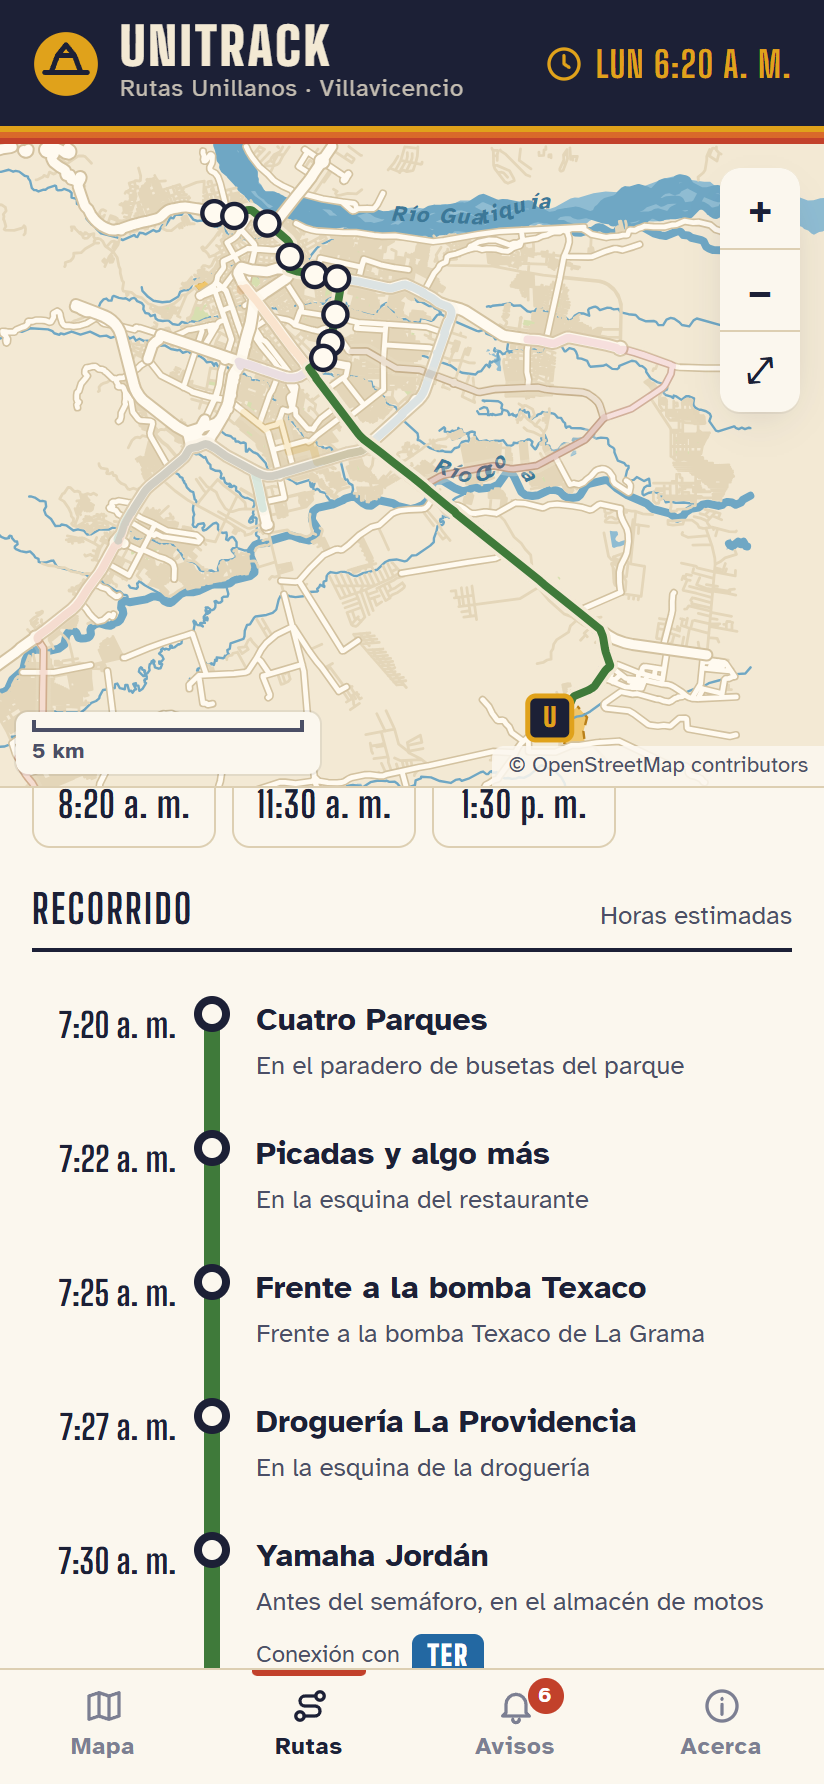 UNITRACK
Rutas Unillanos · Villavicencio
LUN 6:20 A. M.
Río Guatiquía
+
−
Río
U
5 km
© OpenStreetMap contributors
8:20 a. m.
11:30 a. m.
1:30 p. m.
RECORRIDO
Horas estimadas
7:20 a. m.
Cuatro Parques
En el paradero de busetas del parque
7:22 a. m.
Picadas y algo más
En la esquina del restaurante
7:25 a. m.
Frente a la bomba Texaco
Frente a la bomba Texaco de La Grama
7:27 a. m.
Droguería La Providencia
En la esquina de la droguería
7:30 a. m.
Yamaha Jordán
Antes del semáforo, en el almacén de motos
Conexión con TER
Mapa
Rutas
6
Avisos
Acerca